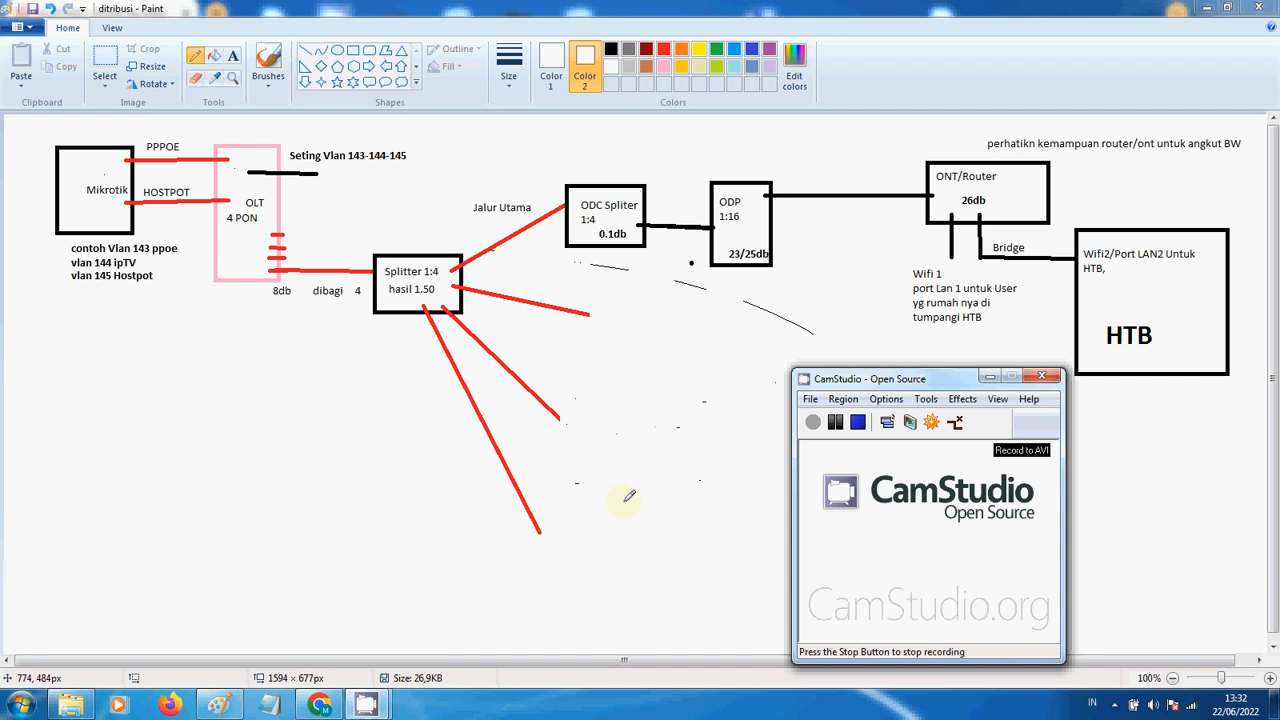 ditribusi - Paint
Home
View
Paste
Cut
Copy
Clipboard
Select
Crop
Resize
Rotate
Image
Tools
Brushes
Shapes
Outline
Fill
Size
Color 1
Color 2
Edit colors
Colors
perhatikn kemampuan router/ont untuk angkut BW
PPPOE
Seting Vlan 143-144-145
Mikrotik
HOSTPOT
OLT
4 PON
contoh Vlan 143 ppoe
vlan 144 ipTV
vlan 145 Hostpot
8db dibagi 4
Splitter 1:4
hasil 1.50
Jalur Utama
ODC Spliter
1:4
0.1db
ODP
1:16
23/25db
ONT/Router
26db
Bridge
Wifi 1
port Lan 1 untuk User
yg rumah nya di
tumpangi HTB
Wifi2/Port LAN2 Untuk
HTB,
HTB
CamStudio - Open Source
File Region Options Tools Effects View Help
Record to AVI
CamStudio
Open Source
CamStudio.org
Press the Stop Button to stop recording
774, 484px
1594 × 677px
Size: 26,9KB
100%
IN
13:32
22/06/2022